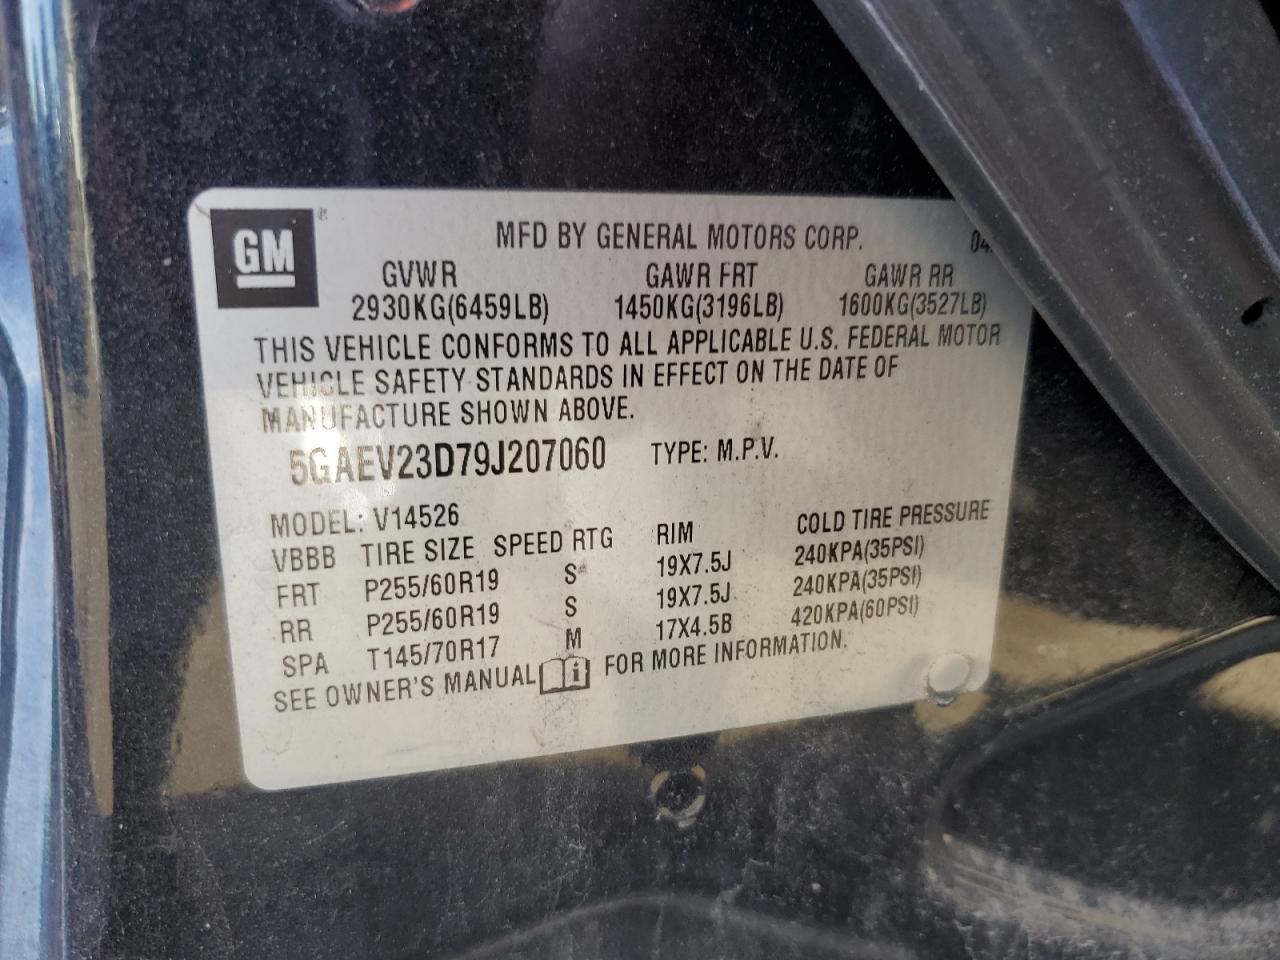 GM ®
MFD BY GENERAL MOTORS CORP.
GVWR GAWR FRT GAWR RR
2930KG(6459LB) 1450KG(3196LB) 1600KG(3527LB)
THIS VEHICLE CONFORMS TO ALL APPLICABLE U.S. FEDERAL MOTOR
VEHICLE SAFETY STANDARDS IN EFFECT ON THE DATE OF
MANUFACTURE SHOWN ABOVE.
5GAEV23D79J207060 TYPE: M.P.V.
MODEL: V14526
VBBB TIRE SIZE SPEED RTG RIM COLD TIRE PRESSURE
FRT P255/60R19 S 19X7.5J 240KPA(35PSI)
RR P255/60R19 S 19X7.5J 240KPA(35PSI)
SPA T145/70R17 M 17X4.5B 420KPA(60PSI)
SEE OWNER'S MANUAL i FOR MORE INFORMATION.